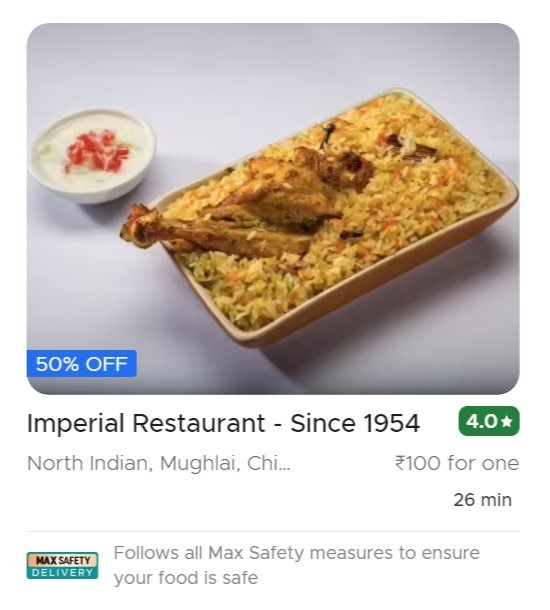 50% OFF
Imperial Restaurant - Since 1954 4.0★
North Indian, Mughlai, Chi... ₹100 for one
26 min
MAX SAFETY
DELIVERY
Follows all Max Safety measures to ensure
your food is safe